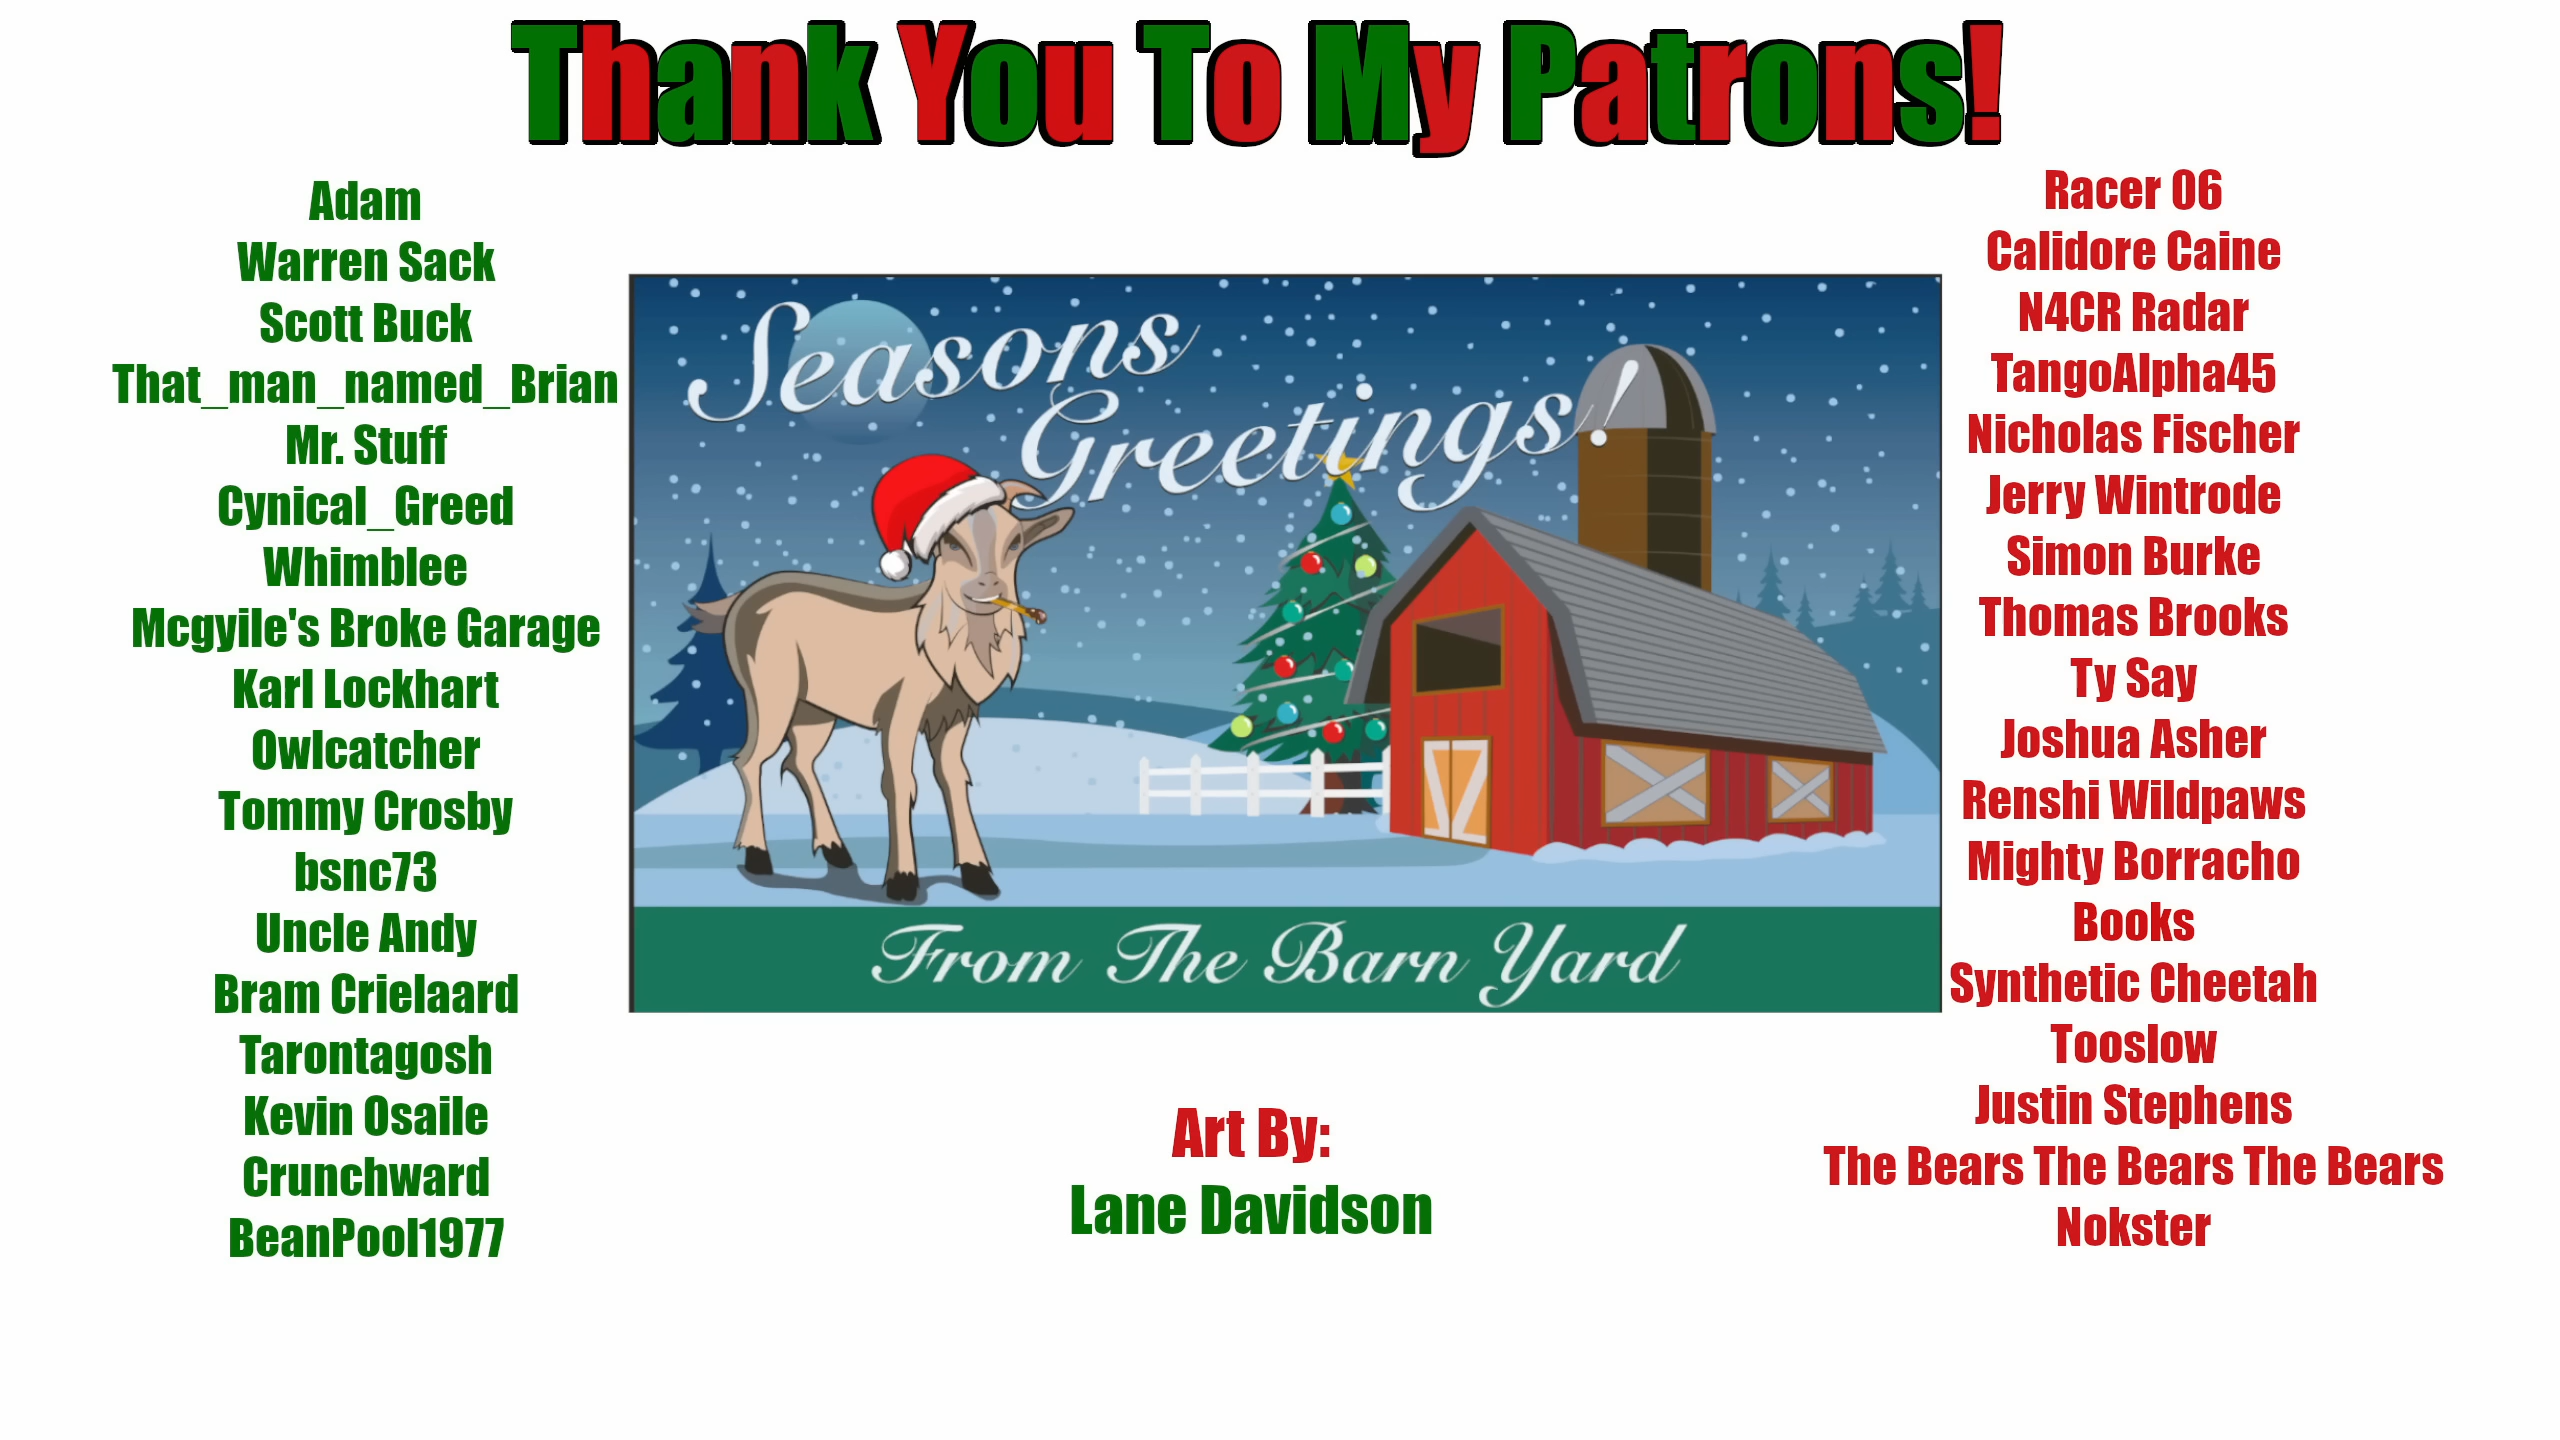 Thank You To My Patrons!
Adam
Warren Sack
Scott Buck
That_man_named_Brian
Mr. Stuff
Cynical_Greed
Whimblee
Mcgyile's Broke Garage
Karl Lockhart
Owlcatcher
Tommy Crosby
bsnc73
Uncle Andy
Bram Crielaard
Tarontagosh
Kevin Osaile
Crunchward
BeanPool1977
Seasons
Greetings!
From The Barn Yard
Art By:
Lane Davidson
Racer 06
Calidore Caine
N4CR Radar
TangoAlpha45
Nicholas Fischer
Jerry Wintrode
Simon Burke
Thomas Brooks
Ty Say
Joshua Asher
Renshi Wildpaws
Mighty Borracho
Books
Synthetic Cheetah
Tooslow
Justin Stephens
The Bears The Bears The Bears
Nokster